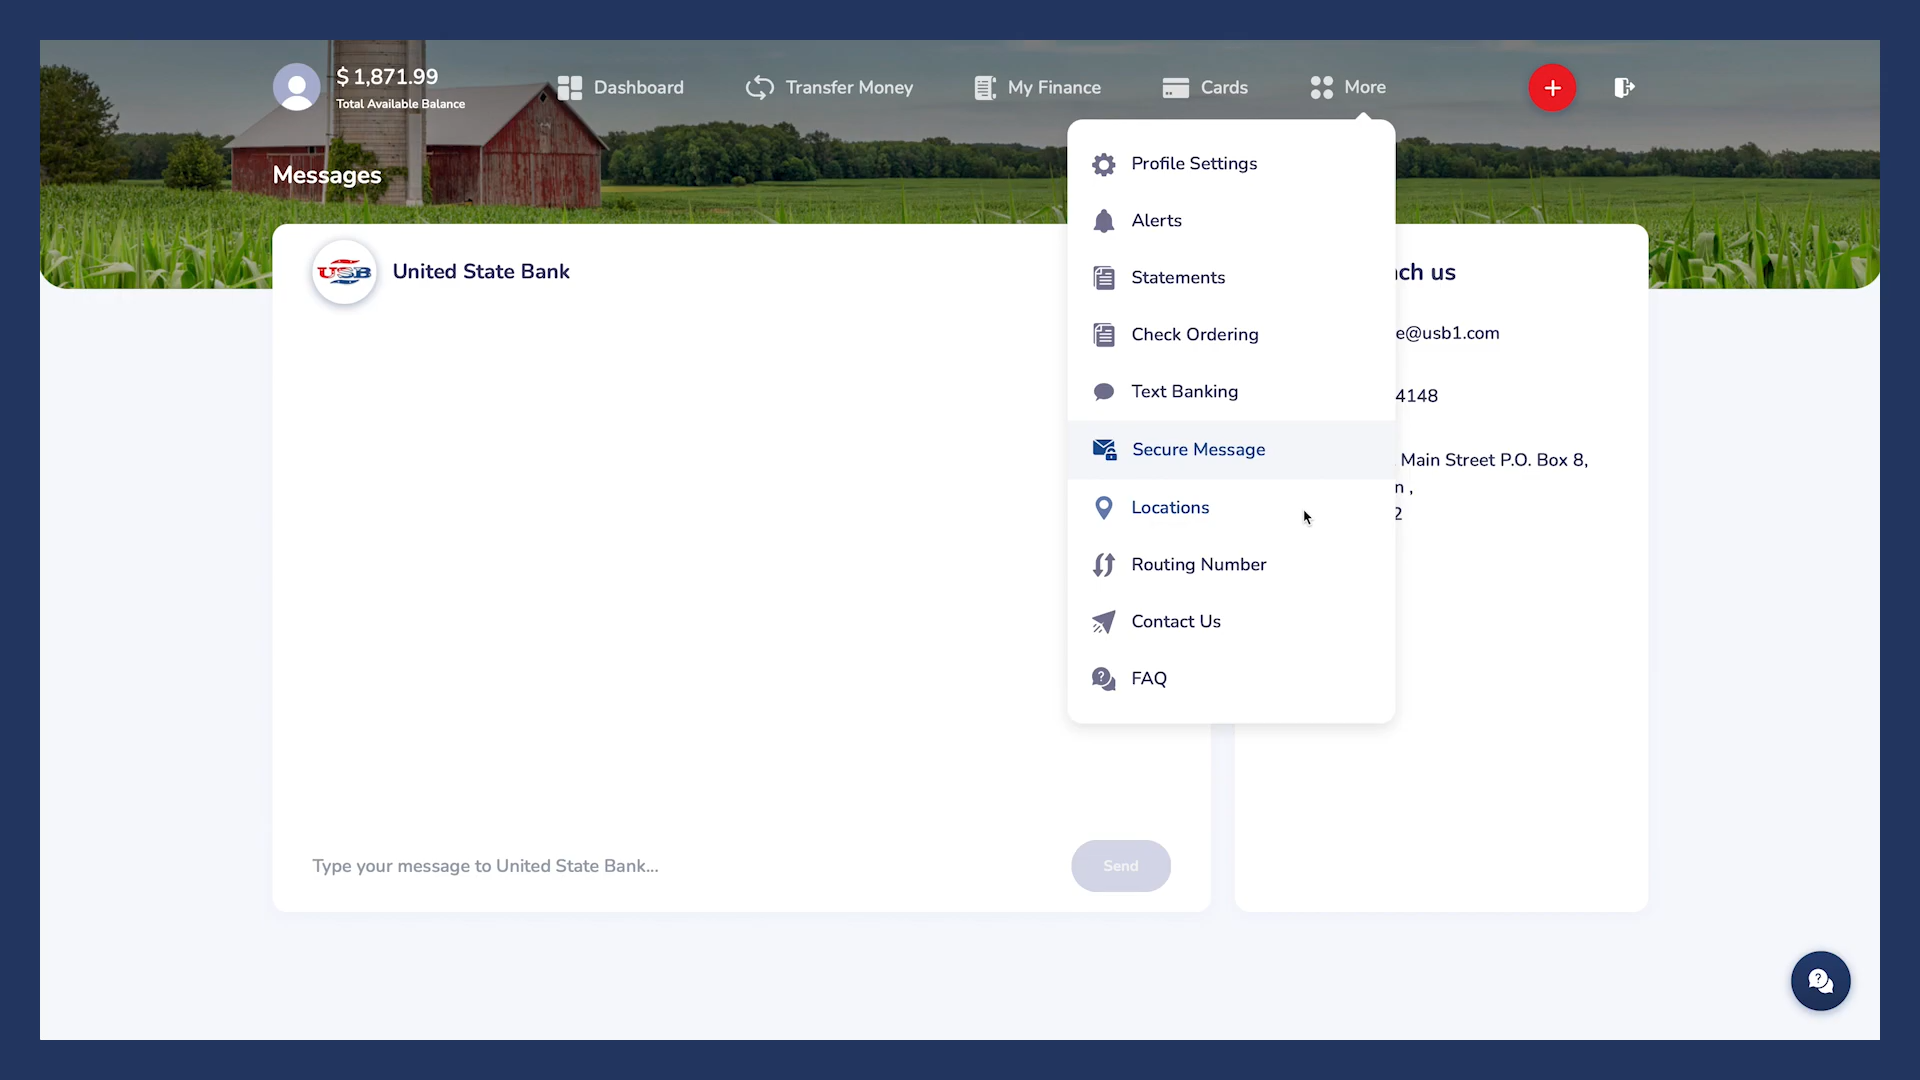 $ 1,871.99
Total Available Balance
Dashboard
Transfer Money
My Finance
Cards
More
Messages
USB
United State Bank
Profile Settings
Alerts
Statements
Check Ordering
Text Banking
Secure Message
Locations
Routing Number
Contact Us
FAQ
ch us
e@usb1.com
4148
Main Street P.O. Box 8,
n ,
2
Type your message to United State Bank...
Send